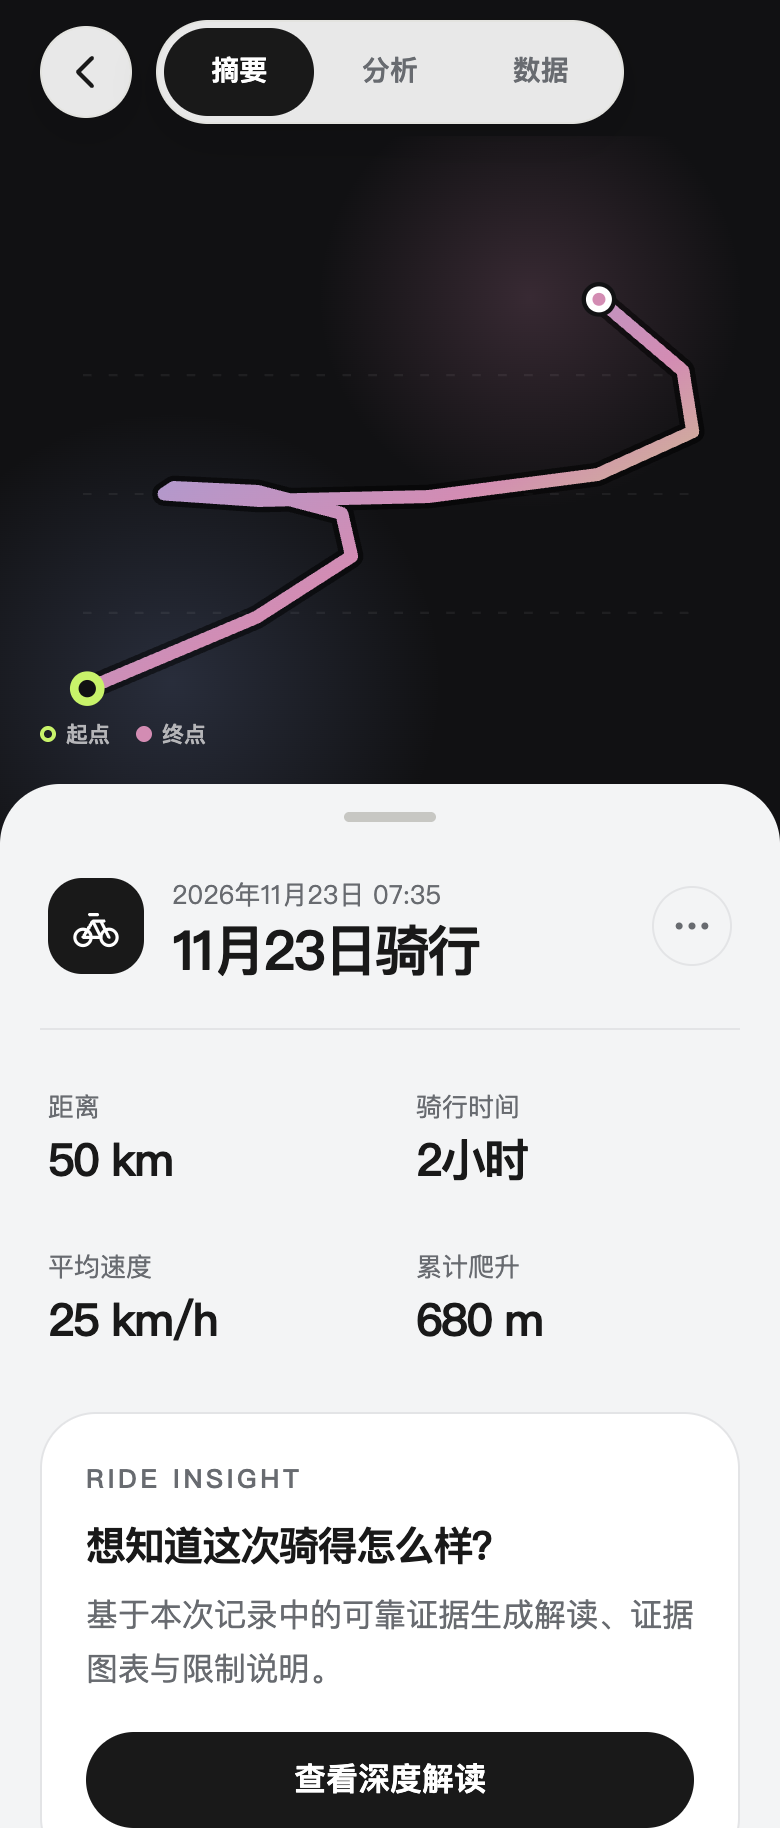 摘要 分析 数据
起点 终点
2026年11月23日 07:35
11月23日骑行
距离 骑行时间
50 km 2小时
平均速度 累计爬升
25 km/h 680 m
RIDE INSIGHT
想知道这次骑得怎么样?
基于本次记录中的可靠证据生成解读、证据
图表与限制说明。
查看深度解读